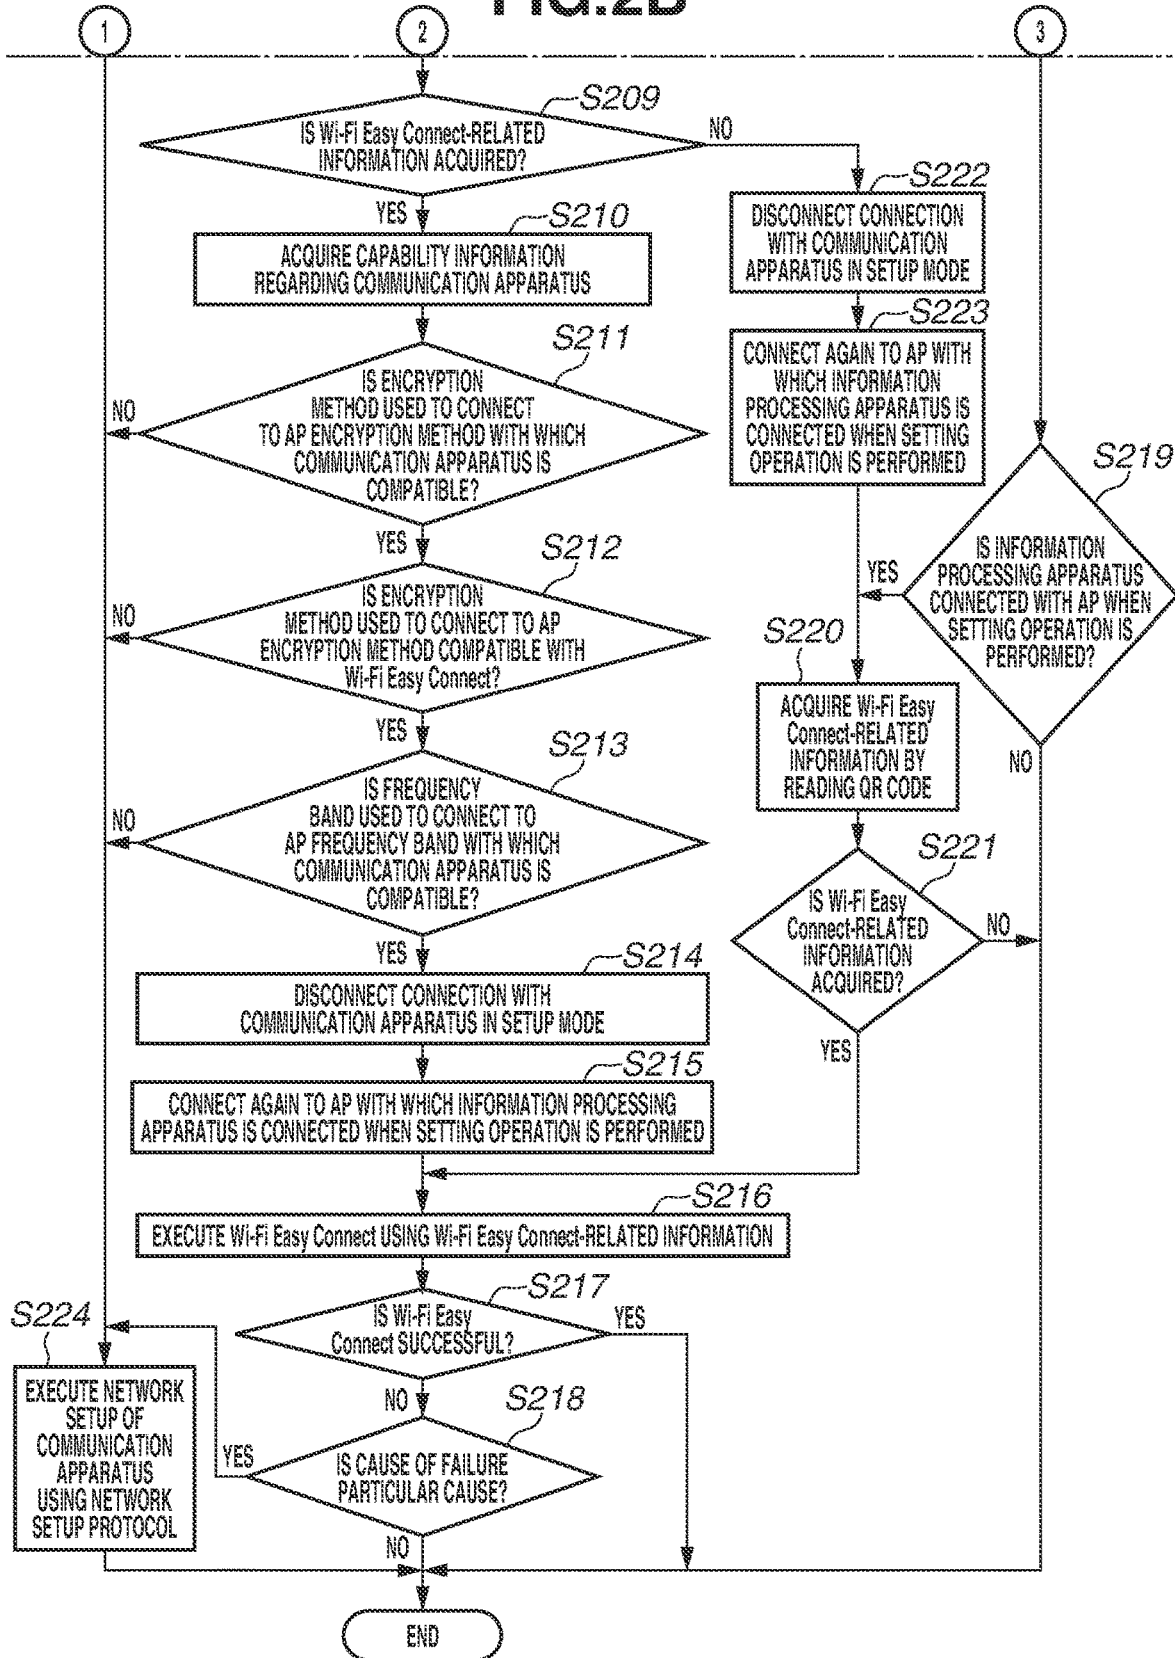 FIG.2B
1
2
3
S209
IS Wi-Fi Easy Connect-RELATED
INFORMATION ACQUIRED?
NO
YES
S210
ACQUIRE CAPABILITY INFORMATION
REGARDING COMMUNICATION APPARATUS
S222
DISCONNECT CONNECTION
WITH COMMUNICATION
APPARATUS IN SETUP MODE
S223
CONNECT AGAIN TO AP WITH
WHICH INFORMATION
PROCESSING APPARATUS IS
CONNECTED WHEN SETTING
OPERATION IS PERFORMED
S211
IS ENCRYPTION
METHOD USED TO CONNECT
TO AP ENCRYPTION METHOD WITH WHICH
COMMUNICATION APPARATUS IS
COMPATIBLE?
NO
YES
S219
IS INFORMATION
PROCESSING APPARATUS
CONNECTED WITH AP WHEN
SETTING OPERATION IS
PERFORMED?
YES
NO
S212
IS ENCRYPTION
METHOD USED TO CONNECT TO AP
ENCRYPTION METHOD COMPATIBLE WITH
Wi-Fi Easy Connect?
NO
YES
S220
ACQUIRE Wi-Fi Easy
Connect-RELATED
INFORMATION BY
READING QR CODE
S213
IS FREQUENCY
BAND USED TO CONNECT TO
AP FREQUENCY BAND WITH WHICH
COMMUNICATION APPARATUS IS
COMPATIBLE?
NO
YES
S221
IS Wi-Fi Easy
Connect-RELATED
INFORMATION
ACQUIRED?
NO
YES
S214
DISCONNECT CONNECTION WITH
COMMUNICATION APPARATUS IN SETUP MODE
S215
CONNECT AGAIN TO AP WITH WHICH INFORMATION PROCESSING
APPARATUS IS CONNECTED WHEN SETTING OPERATION IS PERFORMED
S216
EXECUTE Wi-Fi Easy Connect USING Wi-Fi Easy Connect-RELATED INFORMATION
S217
IS Wi-Fi Easy
Connect SUCCESSFUL?
YES
NO
S224
EXECUTE NETWORK
SETUP OF
COMMUNICATION
APPARATUS
USING NETWORK
SETUP PROTOCOL
S218
IS CAUSE OF FAILURE
PARTICULAR CAUSE?
YES
NO
END